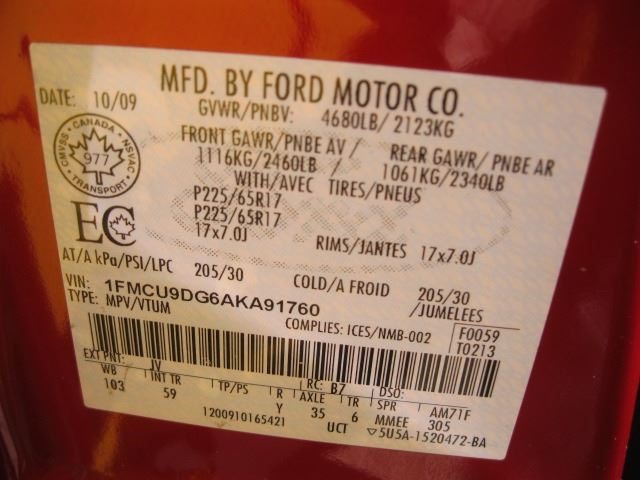 MFD. BY FORD MOTOR CO.
DATE: 10/09
GVWR/PNBV: 4680LB/ 2123KG
FRONT GAWR/PNBE AV / REAR GAWR/ PNBE AR
1116KG/2460LB 1061KG/2340LB
WITH/AVEC TIRES/PNEUS
P225/65R17
P225/65R17
17x7.0J RIMS/JANTES 17x7.0J
CANADA
CMVSS NSVAC
977
TRANSPORT
EC
AT/A kPa/PSI/LPC 205/30 COLD/A FROID 205/30
/JUMELEES
VIN: 1FMCU9DG6AKA91760
TYPE: MPV/VTUM
COMPLIES: ICES/NMB-002 F0059
T0213
EXT PNT: JV RC: B7 DSO:
WB INT TR TP/PS R AXLE TR SPR AM71F
103 59 Y 35 6 MMEE 305
1200910165421 UCT 5U5A-1520472-BA